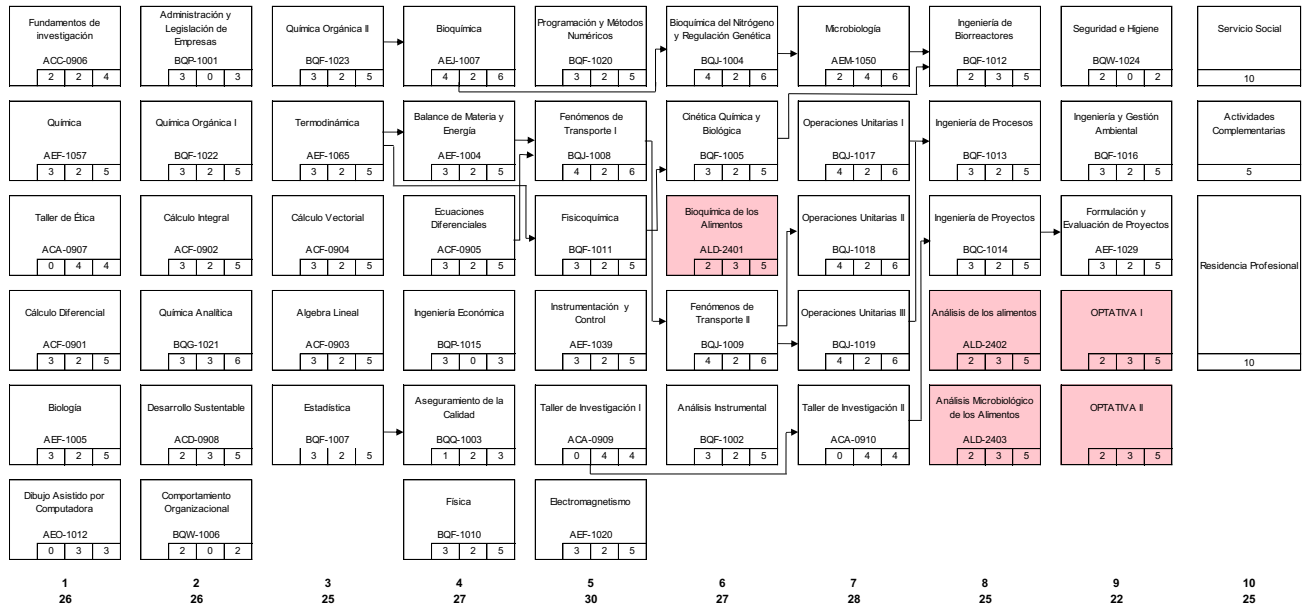 Fundamentos de
investigación
ACC-0906
2 2 4
Administración y
Legislación de
Empresas
BQP-1001
3 0 3
Química Orgánica II
BQF-1023
3 2 5
Bioquímica
AEJ-1007
4 2 6
Programación y Métodos
Numéricos
BQF-1020
3 2 5
Bioquímica del Nitrógeno
y Regulación Genética
BQJ-1004
4 2 6
Microbiología
AEM-1050
2 4 6
Ingeniería de
Biorreactores
BQF-1012
2 3 5
Seguridad e Higiene
BQW-1024
2 0 2
Servicio Social
10
Química
AEF-1057
3 2 5
Química Orgánica I
BQF-1022
3 2 5
Termodinámica
AEF-1065
3 2 5
Balance de Materia y
Energía
AEF-1004
3 2 5
Fenómenos de
Transporte I
BQJ-1008
4 2 6
Cinética Química y
Biológica
BQF-1005
3 2 5
Operaciones Unitarias I
BQJ-1017
4 2 6
Ingeniería de Procesos
BQF-1013
3 2 5
Ingeniería y Gestión
Ambiental
BQF-1016
3 2 5
Actividades
Complementarias
5
Taller de Ética
ACA-0907
0 4 4
Cálculo Integral
ACF-0902
3 2 5
Cálculo Vectorial
ACF-0904
3 2 5
Ecuaciones
Diferenciales
ACF-0905
3 2 5
Fisicoquímica
BQF-1011
3 2 5
Bioquímica de los
Alimentos
ALD-2401
2 3 5
Operaciones Unitarias II
BQJ-1018
4 2 6
Ingeniería de Proyectos
BQC-1014
3 2 5
Formulación y
Evaluación de Proyectos
AEF-1029
3 2 5
Residencia Profesional
10
Cálculo Diferencial
ACF-0901
3 2 5
Química Analítica
BQG-1021
3 3 6
Algebra Lineal
ACF-0903
3 2 5
Ingeniería Económica
BQP-1015
3 0 3
Instrumentación y
Control
AEF-1039
3 2 5
Fenómenos de
Transporte II
BQJ-1009
4 2 6
Operaciones Unitarias III
BQJ-1019
4 2 6
Análisis de los alimentos
ALD-2402
2 3 5
OPTATIVA I
2 3 5
Biología
AEF-1005
3 2 5
Desarrollo Sustentable
ACD-0908
2 3 5
Estadística
BQF-1007
3 2 5
Aseguramiento de la
Calidad
BQQ-1003
1 2 3
Taller de Investigación I
ACA-0909
0 4 4
Análisis Instrumental
BQF-1002
3 2 5
Taller de Investigación II
ACA-0910
0 4 4
Análisis Microbiológico
de los Alimentos
ALD-2403
2 3 5
OPTATIVA II
2 3 5
Dibujo Asistido por
Computadora
AEO-1012
0 3 3
Comportamiento
Organizacional
BQW-1006
2 0 2
Física
BQF-1010
3 2 5
Electromagnetismo
AEF-1020
3 2 5
1 2 3 4 5 6 7 8 9 10
26 26 25 27 30 27 28 25 22 25